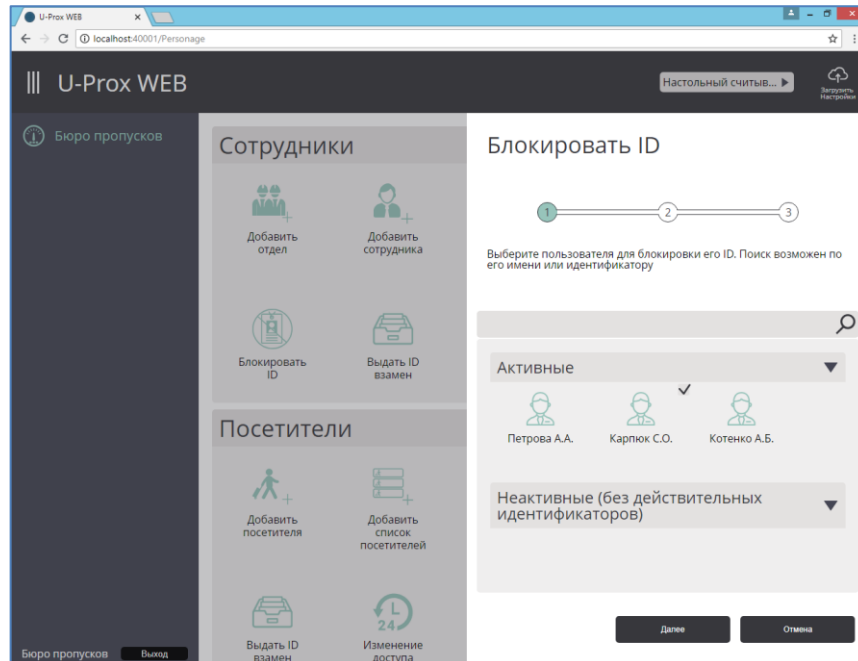 U-Prox WEB
localhost:40001/Personage
U-Prox WEB
Настольный считыв...
Загрузить
Настройки
Бюро пропусков
Сотрудники
Добавить
отдел
Добавить
сотрудника
Блокировать
ID
Выдать ID
взамен
Посетители
Добавить
посетителя
Добавить
список
посетителей
Выдать ID
взамен
24
Изменение
доступа
Бюро пропусков
Выход
Блокировать ID
1
2
3
Выберите пользователя для блокировки его ID. Поиск возможен по
его имени или идентификатору
Активные
Петрова А.А.
Карпюк С.О.
Котенко А.Б.
Неактивные (без действительных
идентификаторов)
Далее
Отмена